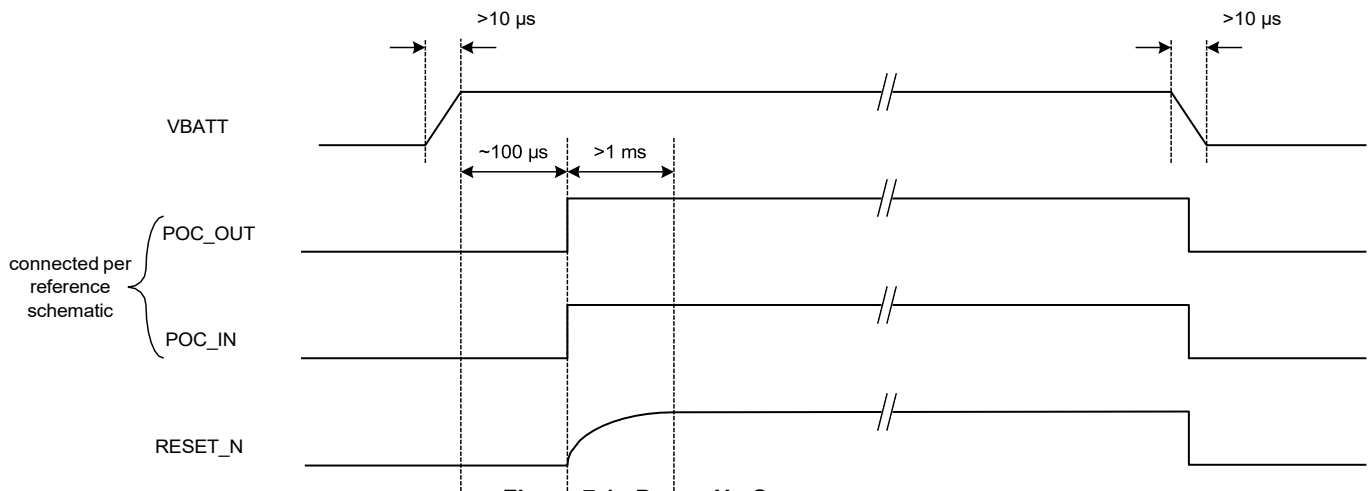 >10 µs
>10 µs
VBATT
~100 µs
>1 ms
POC_OUT
connected per
reference
schematic
POC_IN
RESET_N